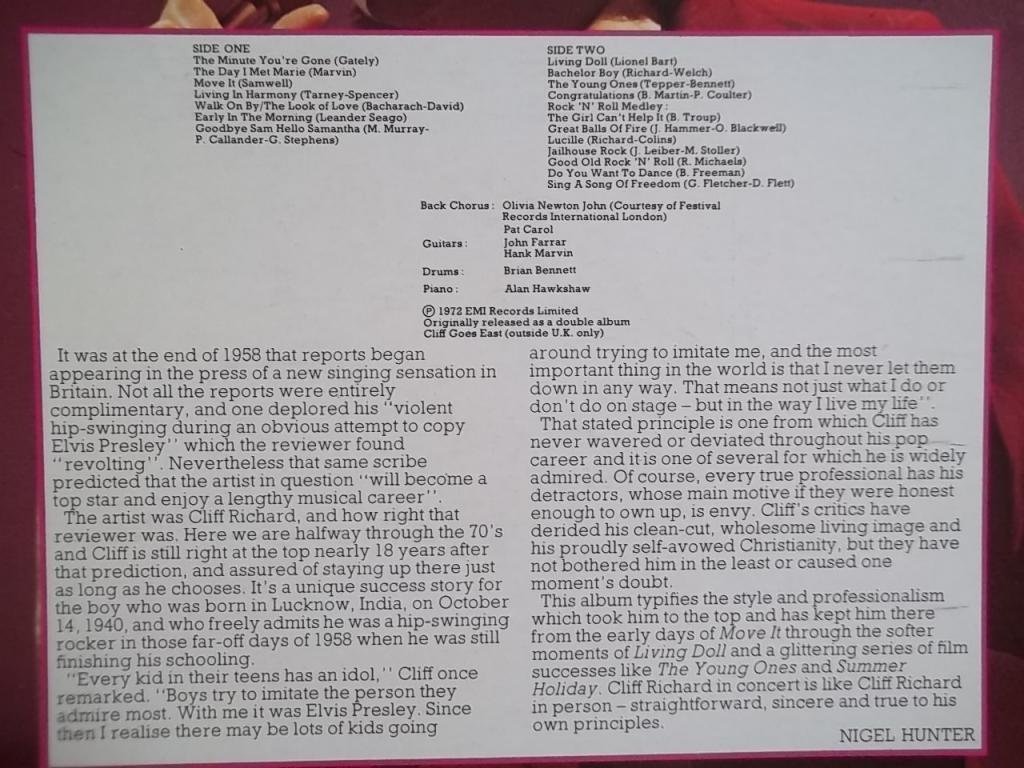 SIDE ONE
The Minute You're Gone (Gately)
The Day I Met Marie (Marvin)
Move It (Samwell)
Living In Harmony (Tarney-Spencer)
Walk On By/The Look of Love (Bacharach-David)
Early In The Morning (Leander Seago)
Goodbye Sam Hello Samantha (M. Murray-
P. Callander-G. Stephens)
SIDE TWO
Living Doll (Lionel Bart)
Bachelor Boy (Richard-Welch)
The Young Ones (Tepper-Bennett)
Congratulations (B. Martin-P. Coulter)
Rock 'N' Roll Medley:
The Girl Can't Help It (B. Troup)
Great Balls Of Fire (J. Hammer-O. Blackwell)
Lucille (Richard-Colins)
Jailhouse Rock (J. Leiber-M. Stoller)
Good Old Rock 'N' Roll (R. Michaels)
Do You Want To Dance (B. Freeman)
Sing A Song Of Freedom (G. Fletcher-D. Flett)
Back Chorus: Olivia Newton John (Courtesy of Festival
Records International London)
Pat Carol
Guitars: John Farrar
Hank Marvin
Drums: Brian Bennett
Piano: Alan Hawkshaw
Ⓟ 1972 EMI Records Limited
Originally released as a double album
Cliff Goes East (outside U.K. only)
It was at the end of 1958 that reports began
appearing in the press of a new singing sensation in
Britain. Not all the reports were entirely
complimentary, and one deplored his ''violent
hip-swinging during an obvious attempt to copy
Elvis Presley'' which the reviewer found
''revolting''. Nevertheless that same scribe
predicted that the artist in question ''will become a
top star and enjoy a lengthy musical career''.
The artist was Cliff Richard, and how right that
reviewer was. Here we are halfway through the 70's
and Cliff is still right at the top nearly 18 years after
that prediction, and assured of staying up there just
as long as he chooses. It's a unique success story for
the boy who was born in Lucknow, India, on October
14, 1940, and who freely admits he was a hip-swinging
rocker in those far-off days of 1958 when he was still
finishing his schooling.
''Every kid in their teens has an idol,'' Cliff once
remarked. ''Boys try to imitate the person they
admire most. With me it was Elvis Presley. Since
then I realise there may be lots of kids going
around trying to imitate me, and the most
important thing in the world is that I never let them
down in any way. That means not just what I do or
don't do on stage – but in the way I live my life''.
That stated principle is one from which Cliff has
never wavered or deviated throughout his pop
career and it is one of several for which he is widely
admired. Of course, every true professional has his
detractors, whose main motive if they were honest
enough to own up, is envy. Cliff's critics have
derided his clean-cut, wholesome living image and
his proudly self-avowed Christianity, but they have
not bothered him in the least or caused one
moment's doubt.
This album typifies the style and professionalism
which took him to the top and has kept him there
from the early days of Move It through the softer
moments of Living Doll and a glittering series of film
successes like The Young Ones and Summer
Holiday. Cliff Richard in concert is like Cliff Richard
in person – straightforward, sincere and true to his
own principles.
NIGEL HUNTER